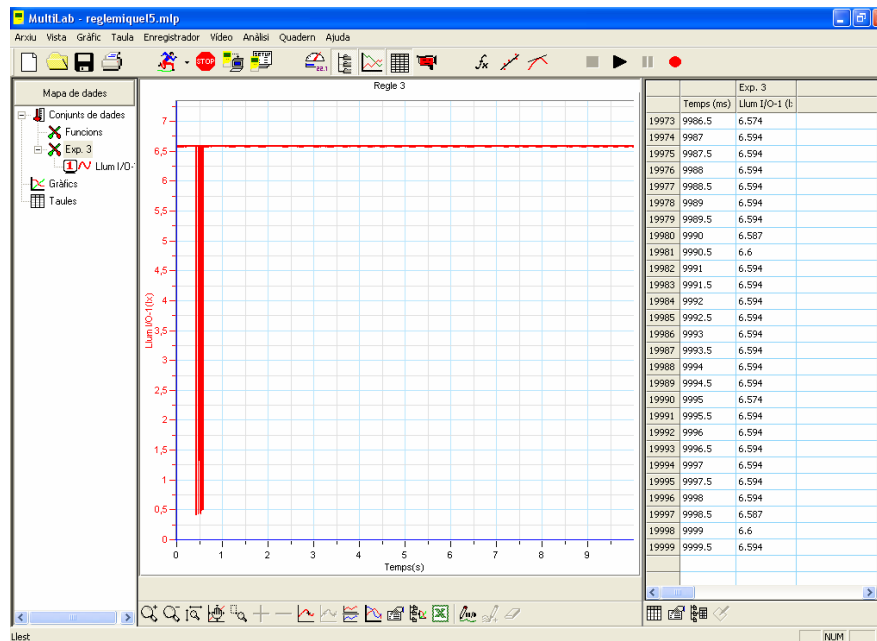 MultiLab - reglemiquel5.mlp
Arxiu Vista Gràfic Taula Enregistrador Vídeo Anàlisi Quadern Ajuda
STOP SETUP 22.1 fx
Mapa de dades
Conjunts de dades
Funcions
Exp. 3
1 Llum I/O-
Gràfics
Taules
Regle 3
7
6,5
6
5,5
5
4,5
4
3,5
3
2,5
2
1,5
1
0,5
0
Llum I/O-1(lx)
0 1 2 3 4 5 6 7 8 9
Temps(s)
Exp. 3
Temps (ms) Llum I/O-1 (l
19973 9986.5 6.574
19974 9987 6.594
19975 9987.5 6.594
19976 9988 6.594
19977 9988.5 6.594
19978 9989 6.594
19979 9989.5 6.594
19980 9990 6.587
19981 9990.5 6.6
19982 9991 6.594
19983 9991.5 6.594
19984 9992 6.594
19985 9992.5 6.594
19986 9993 6.594
19987 9993.5 6.594
19988 9994 6.594
19989 9994.5 6.594
19990 9995 6.574
19991 9995.5 6.594
19992 9996 6.594
19993 9996.5 6.594
19994 9997 6.594
19995 9997.5 6.594
19996 9998 6.594
19997 9998.5 6.587
19998 9999 6.6
19999 9999.5 6.594
Llest
NUM